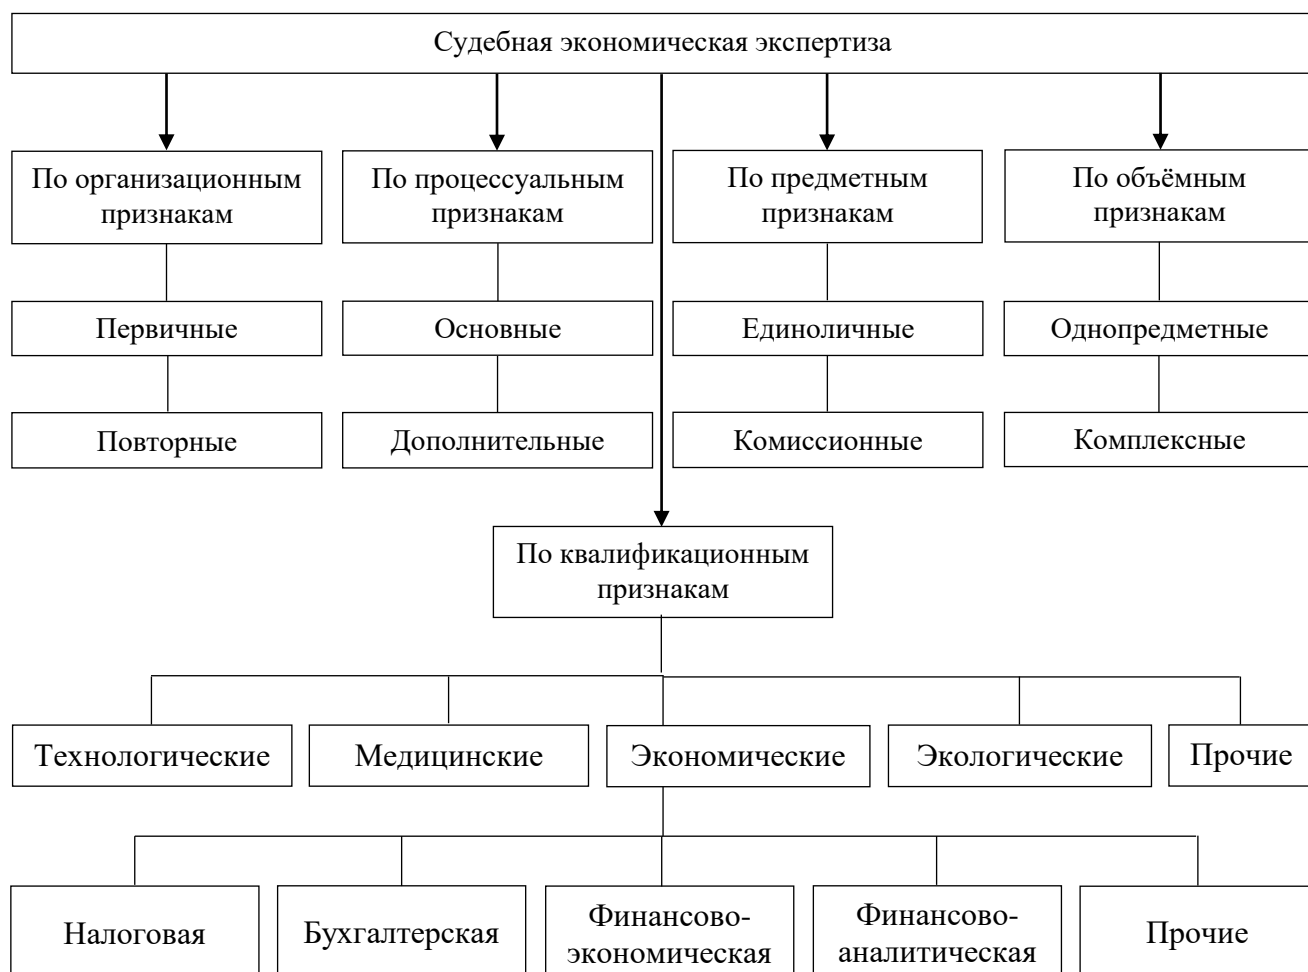 Судебная экономическая экспертиза
По организационным
признакам
По процессуальным
признакам
По предметным
признакам
По объёмным
признакам
Первичные
Основные
Единоличные
Однопредметные
Повторные
Дополнительные
Комиссионные
Комплексные
По квалификационным
признакам
Технологические
Медицинские
Экономические
Экологические
Прочие
Налоговая
Бухгалтерская
Финансово-
экономическая
Финансово-
аналитическая
Прочие